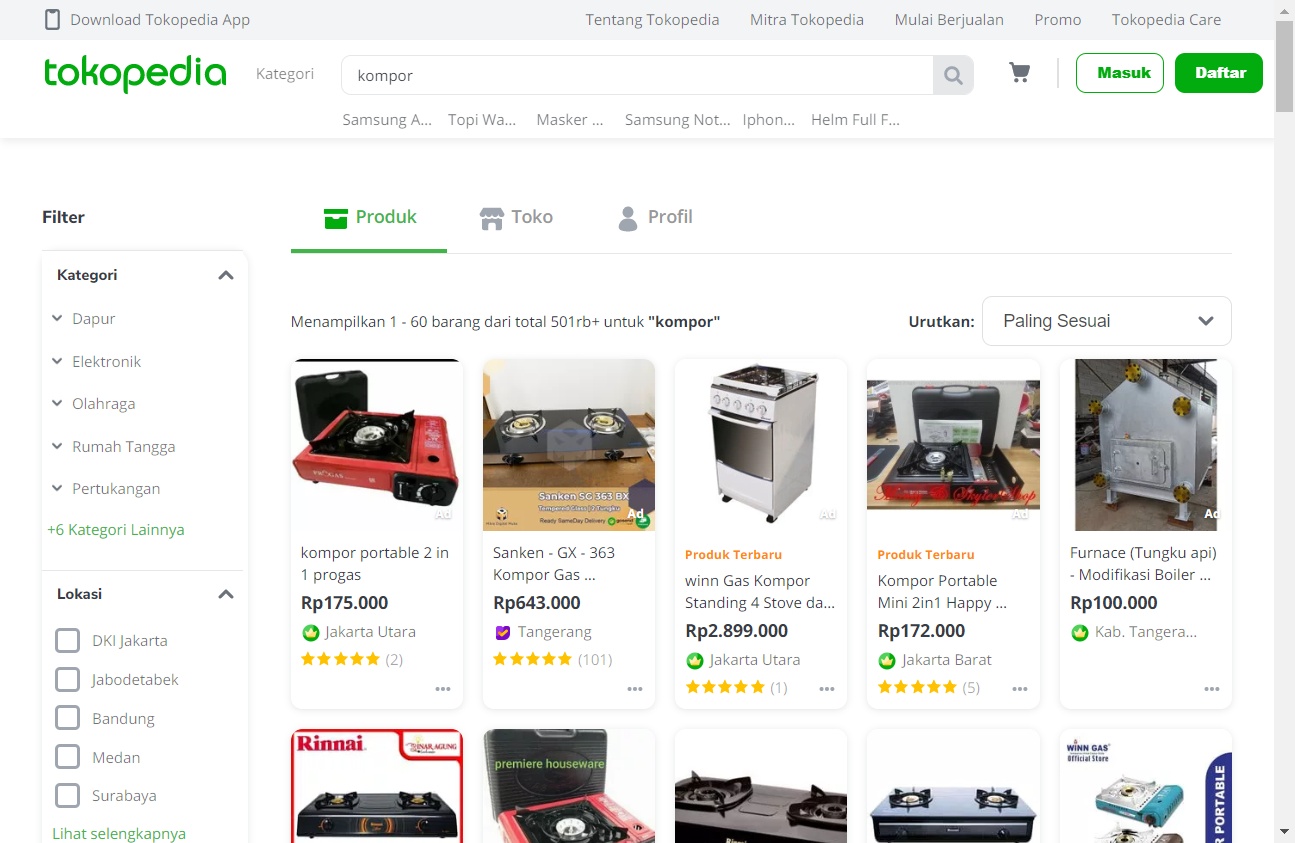 Download Tokopedia App
Tentang Tokopedia
Mitra Tokopedia
Mulai Berjualan
Promo
Tokopedia Care
tokopedia
Kategori
kompor
Masuk
Daftar
Samsung A...
Topi Wa...
Masker ...
Samsung Not...
Iphon...
Helm Full F...
Filter
Kategori
Dapur
Elektronik
Olahraga
Rumah Tangga
Pertukangan
+6 Kategori Lainnya
Lokasi
DKI Jakarta
Jabodetabek
Bandung
Medan
Surabaya
Lihat selengkapnya
Produk
Toko
Profil
Menampilkan 1 - 60 barang dari total 501rb+ untuk "kompor"
Urutkan:
Paling Sesuai
PROGAS
Ad
kompor portable 2 in
1 progas
Rp175.000
Jakarta Utara
(2)
Sanken SG 363 BX
Tempered Glass | 2 Tungku
Ready SameDay Delivery
Ad
Sanken - GX - 363
Kompor Gas ...
Rp643.000
Tangerang
(101)
Ad
Produk Terbaru
winn Gas Kompor
Standing 4 Stove da...
Rp2.899.000
Jakarta Utara
(1)
Ad
Produk Terbaru
Kompor Portable
Mini 2in1 Happy ...
Rp172.000
Jakarta Barat
(5)
Ad
Furnace (Tungku api)
- Modifikasi Boiler ...
Rp100.000
Kab. Tangera...
Rinnai
SINAR AGUNG
premiere houseware
Rinnai
WINN GAS
Official Store
R PORTABLE